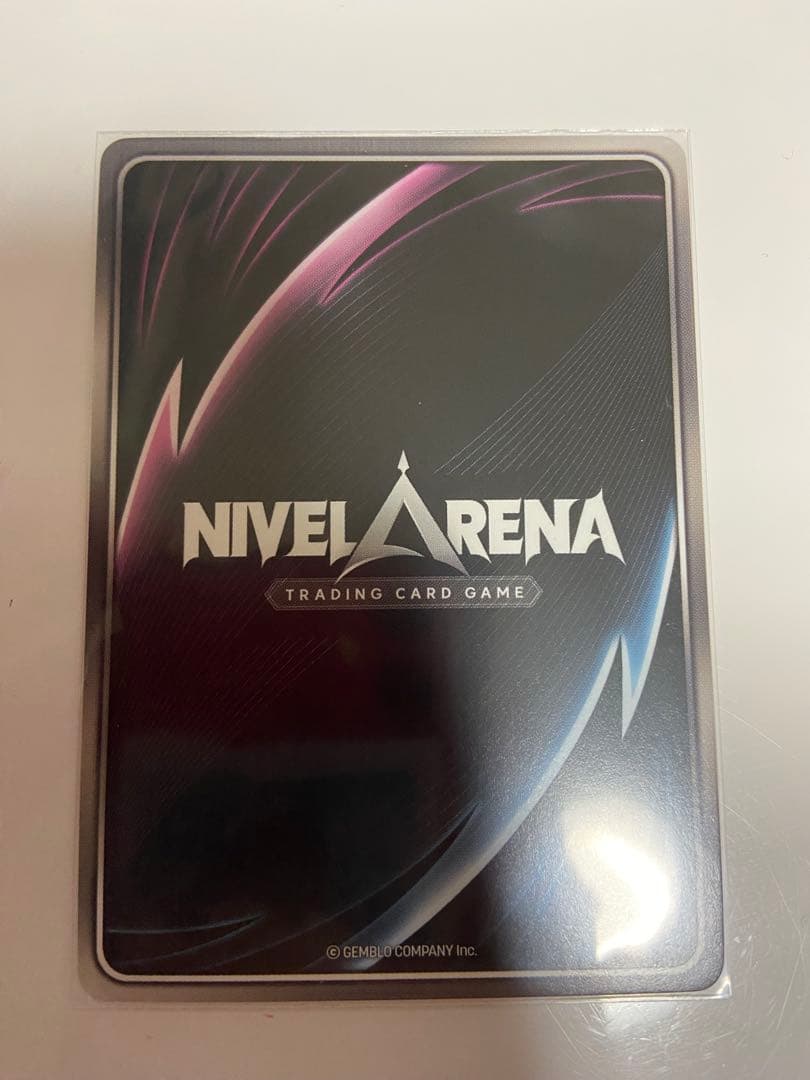 NIVEL ARENA
TRADING CARD GAME
© GEMBLO COMPANY Inc.